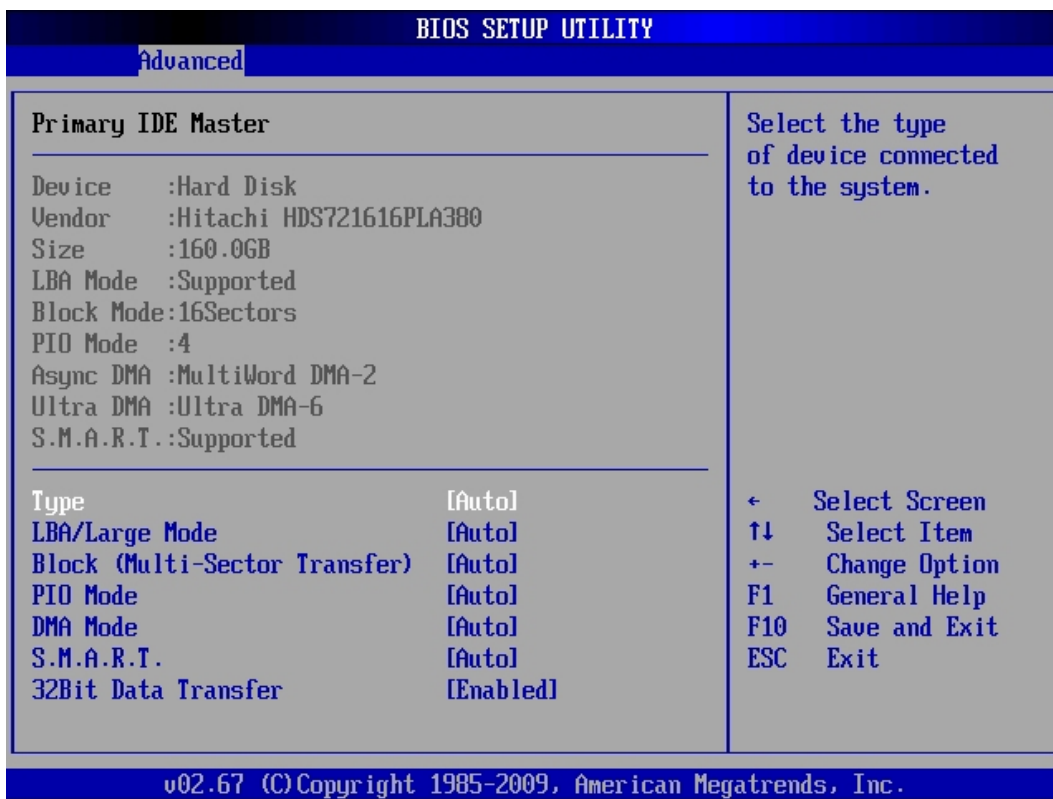 BIOS SETUP UTILITY
Advanced
Primary IDE Master
Device :Hard Disk
Vendor :Hitachi HDS721616PLA380
Size :160.0GB
LBA Mode :Supported
Block Mode:16Sectors
PIO Mode :4
Async DMA :MultiWord DMA-2
Ultra DMA :Ultra DMA-6
S.M.A.R.T.:Supported
Type [Auto]
LBA/Large Mode [Auto]
Block (Multi-Sector Transfer) [Auto]
PIO Mode [Auto]
DMA Mode [Auto]
S.M.A.R.T. [Auto]
32Bit Data Transfer [Enabled]
Select the type
of device connected
to the system.
← Select Screen
↑↓ Select Item
+- Change Option
F1 General Help
F10 Save and Exit
ESC Exit
v02.67 (C)Copyright 1985-2009, American Megatrends, Inc.